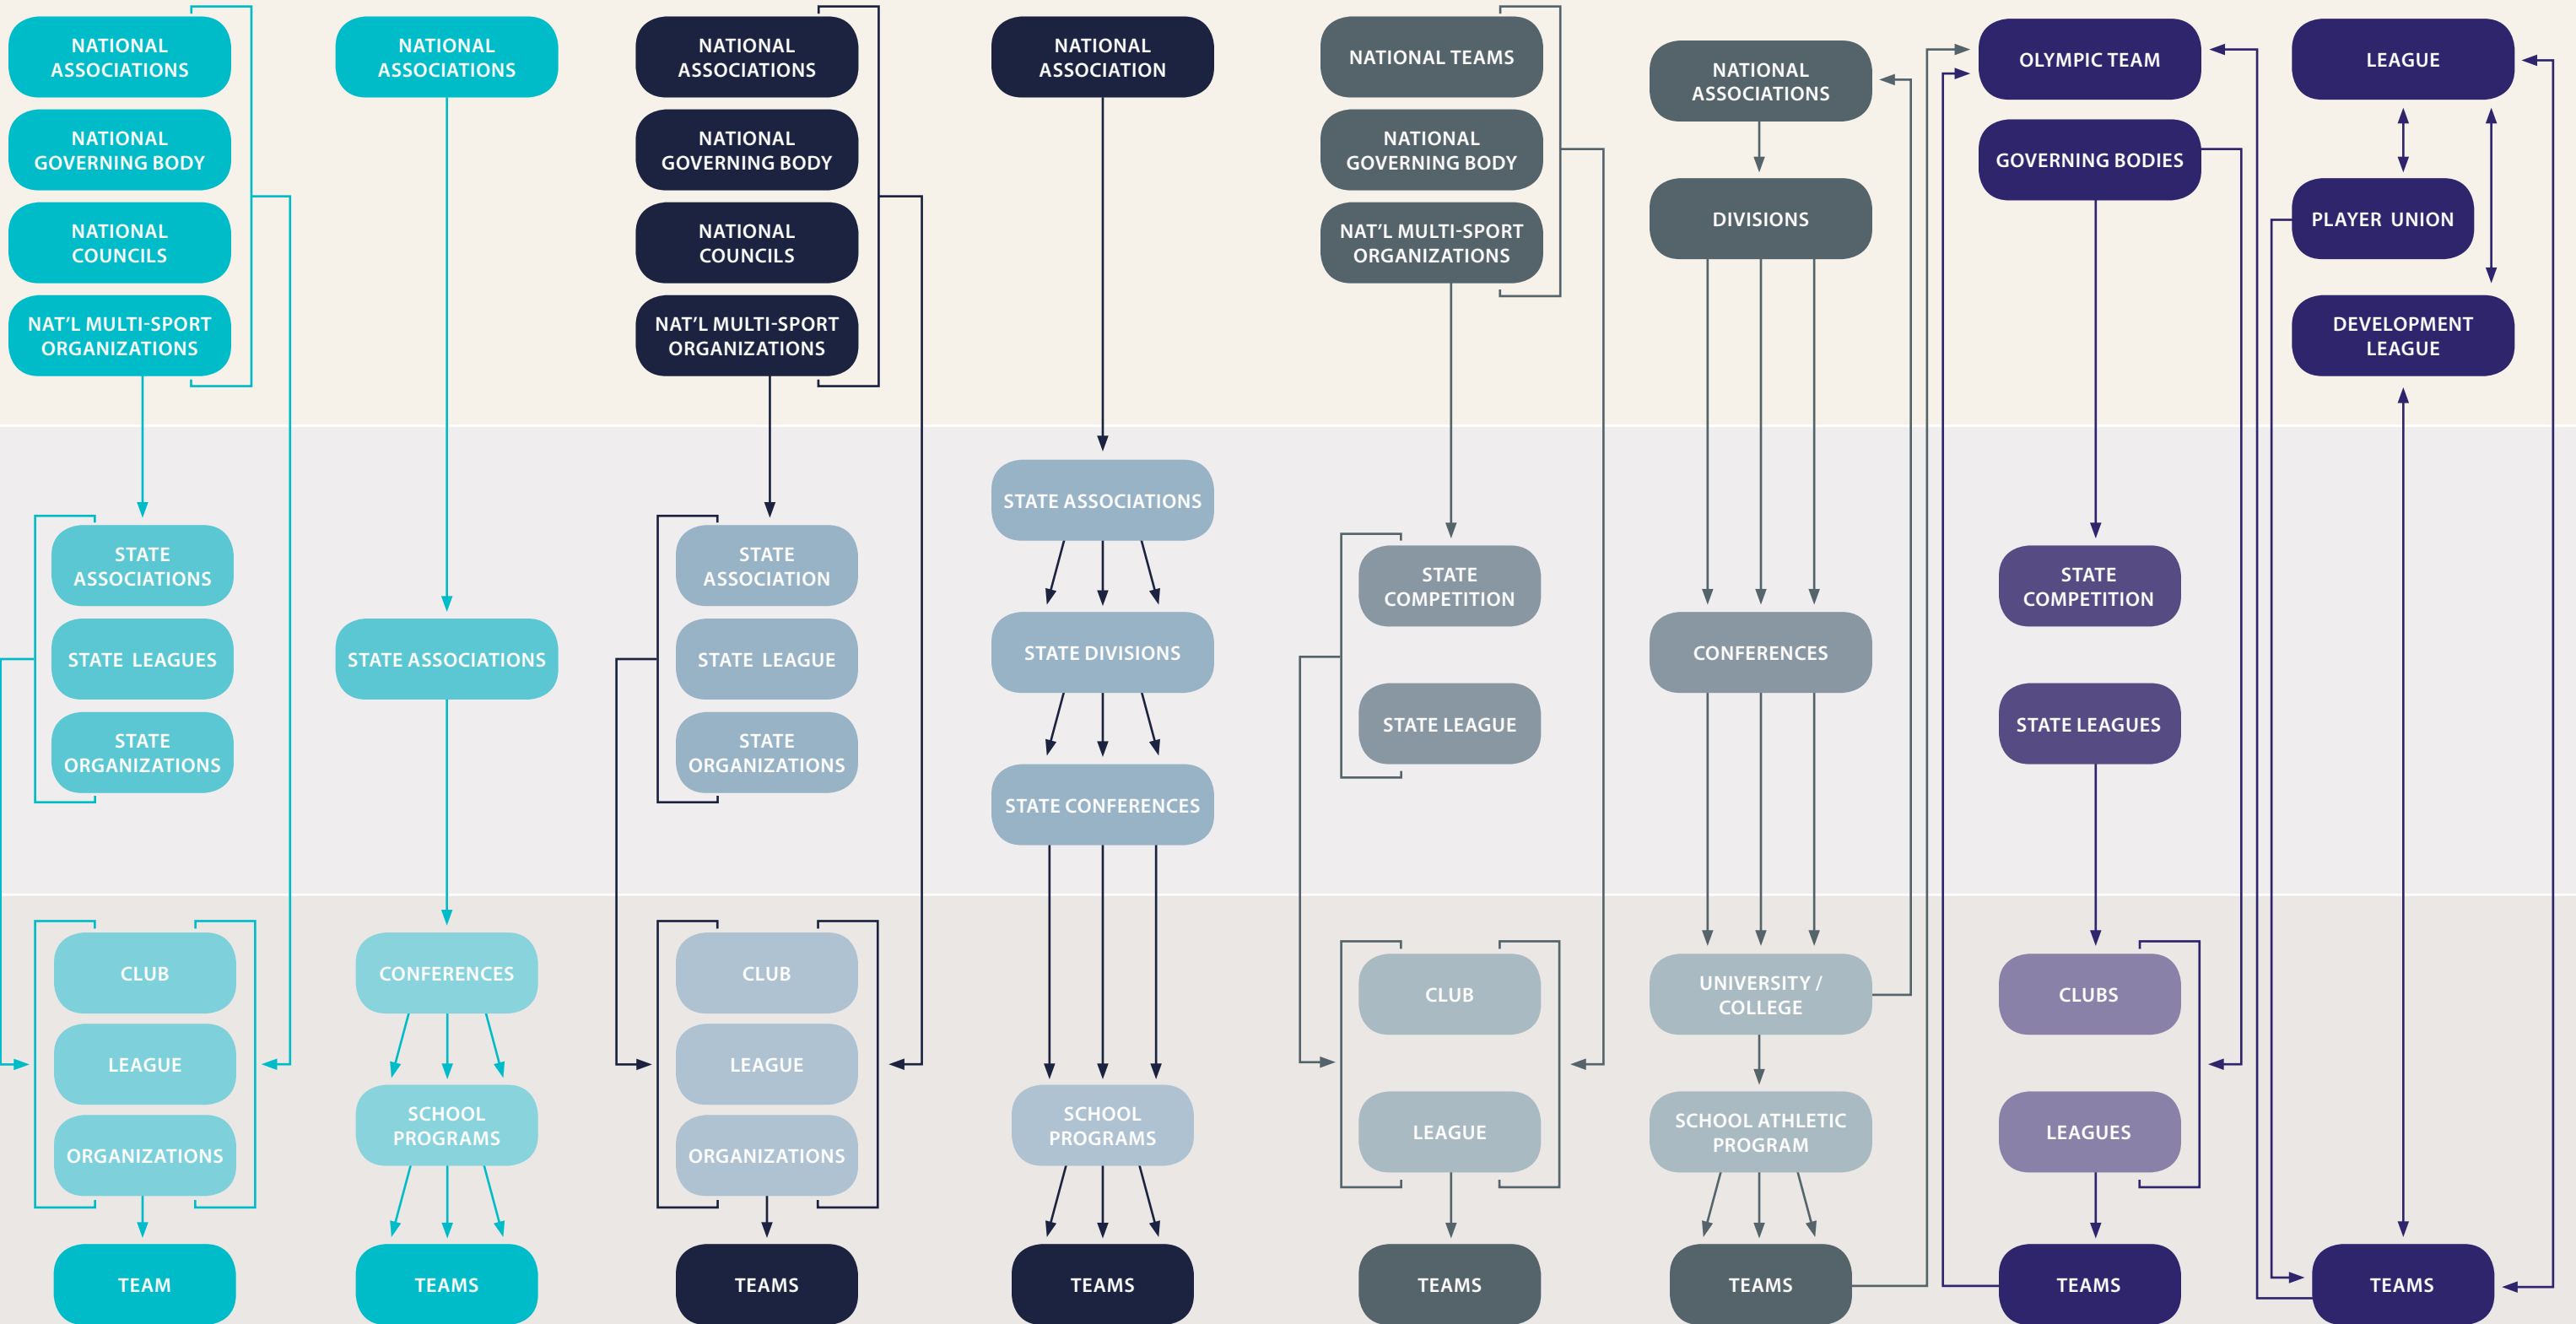 NATIONAL
ASSOCIATIONS
NATIONAL
GOVERNING BODY
NATIONAL
COUNCILS
NAT'L MULTI-SPORT
ORGANIZATIONS
STATE
ASSOCIATIONS
STATE LEAGUES
STATE
ORGANIZATIONS
CLUB
LEAGUE
ORGANIZATIONS
TEAM
NATIONAL
ASSOCIATIONS
STATE ASSOCIATIONS
CONFERENCES
SCHOOL
PROGRAMS
TEAMS
NATIONAL
ASSOCIATIONS
NATIONAL
GOVERNING BODY
NATIONAL
COUNCILS
NAT'L MULTI-SPORT
ORGANIZATIONS
STATE
ASSOCIATION
STATE LEAGUE
STATE
ORGANIZATIONS
CLUB
LEAGUE
ORGANIZATIONS
TEAMS
NATIONAL
ASSOCIATION
STATE ASSOCIATIONS
STATE DIVISIONS
STATE CONFERENCES
SCHOOL
PROGRAMS
TEAMS
NATIONAL TEAMS
NATIONAL
GOVERNING BODY
NAT'L MULTI-SPORT
ORGANIZATIONS
STATE
COMPETITION
STATE LEAGUE
CLUB
LEAGUE
TEAMS
NATIONAL
ASSOCIATIONS
DIVISIONS
CONFERENCES
UNIVERSITY /
COLLEGE
SCHOOL ATHLETIC
PROGRAM
TEAMS
OLYMPIC TEAM
GOVERNING BODIES
STATE
COMPETITION
STATE LEAGUES
CLUBS
LEAGUES
TEAMS
LEAGUE
PLAYER UNION
DEVELOPMENT
LEAGUE
TEAMS